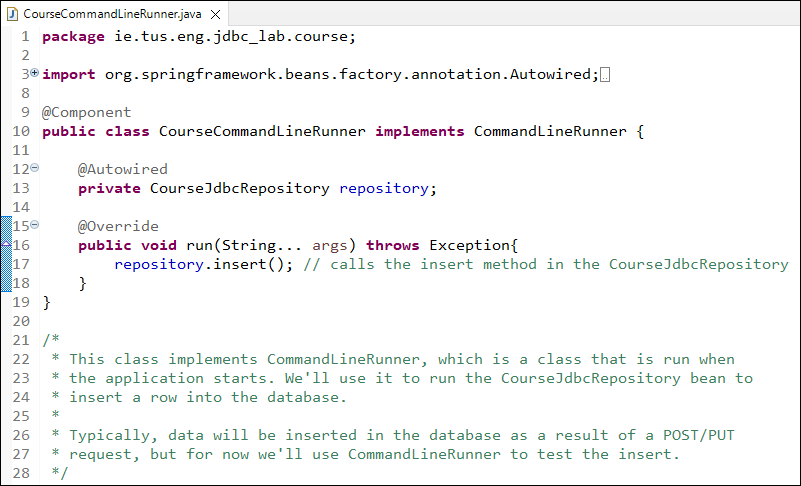 CourseCommandLineRunner.java
1 package ie.tus.eng.jdbc_lab.course;
2
3 import org.springframework.beans.factory.annotation.Autowired;
8
9 @Component
10 public class CourseCommandLineRunner implements CommandLineRunner {
11
12     @Autowired
13     private CourseJdbcRepository repository;
14
15     @Override
16     public void run(String... args) throws Exception{
17         repository.insert(); // calls the insert method in the CourseJdbcRepository
18     }
19 }
20
21 /*
22  * This class implements CommandLineRunner, which is a class that is run when
23  * the application starts. We'll use it to run the CourseJdbcRepository bean to
24  * insert a row into the database.
25  *
26  * Typically, data will be inserted in the database as a result of a POST/PUT
27  * request, but for now we'll use CommandLineRunner to test the insert.
28  */